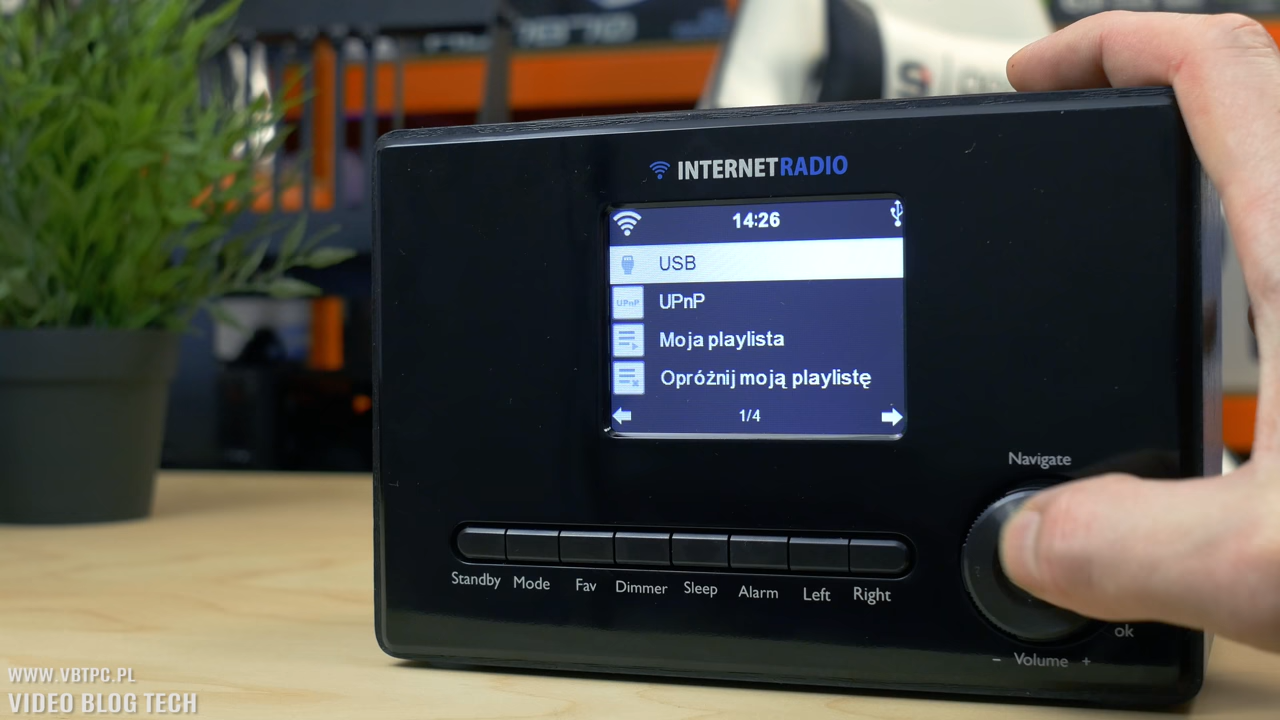 INTERNETRADIO
14:26
USB
UPnP
UPnP
Moja playlista
Opróżnij moją playlistę
1/4
Navigate
Standby Mode Fav Dimmer Sleep Alarm Left Right
ok
- Volume +
WWW.VBTPC.PL
VIDEO BLOG TECH